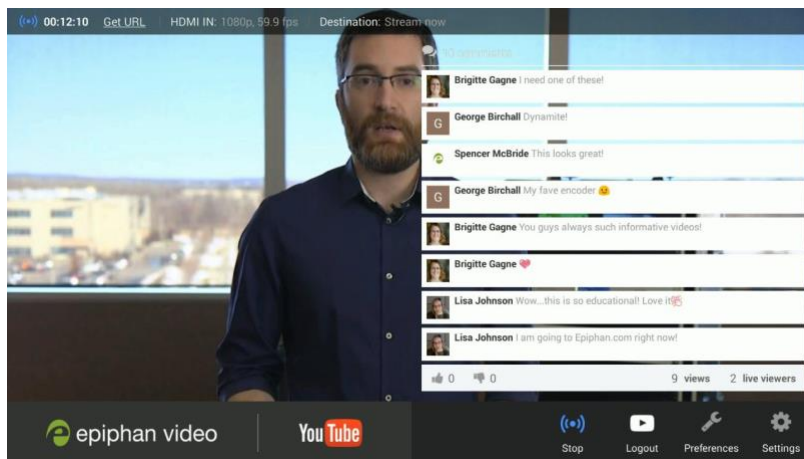 00:12:10 Get URL HDMI IN: 1080p, 59.9 fps Destination: Stream now
10 comments
Brigitte Gagne I need one of these!
G George Birchall Dynamite!
Spencer McBride This looks great!
G George Birchall My fave encoder 🤗
Brigitte Gagne You guys always such informative videos!
Brigitte Gagne 💖
Lisa Johnson Wow...this is so educational! Love it
Lisa Johnson I am going to Epiphan.com right now!
0 0 9 views 2 live viewers
epiphan video YouTube
Stop Logout Preferences Settings